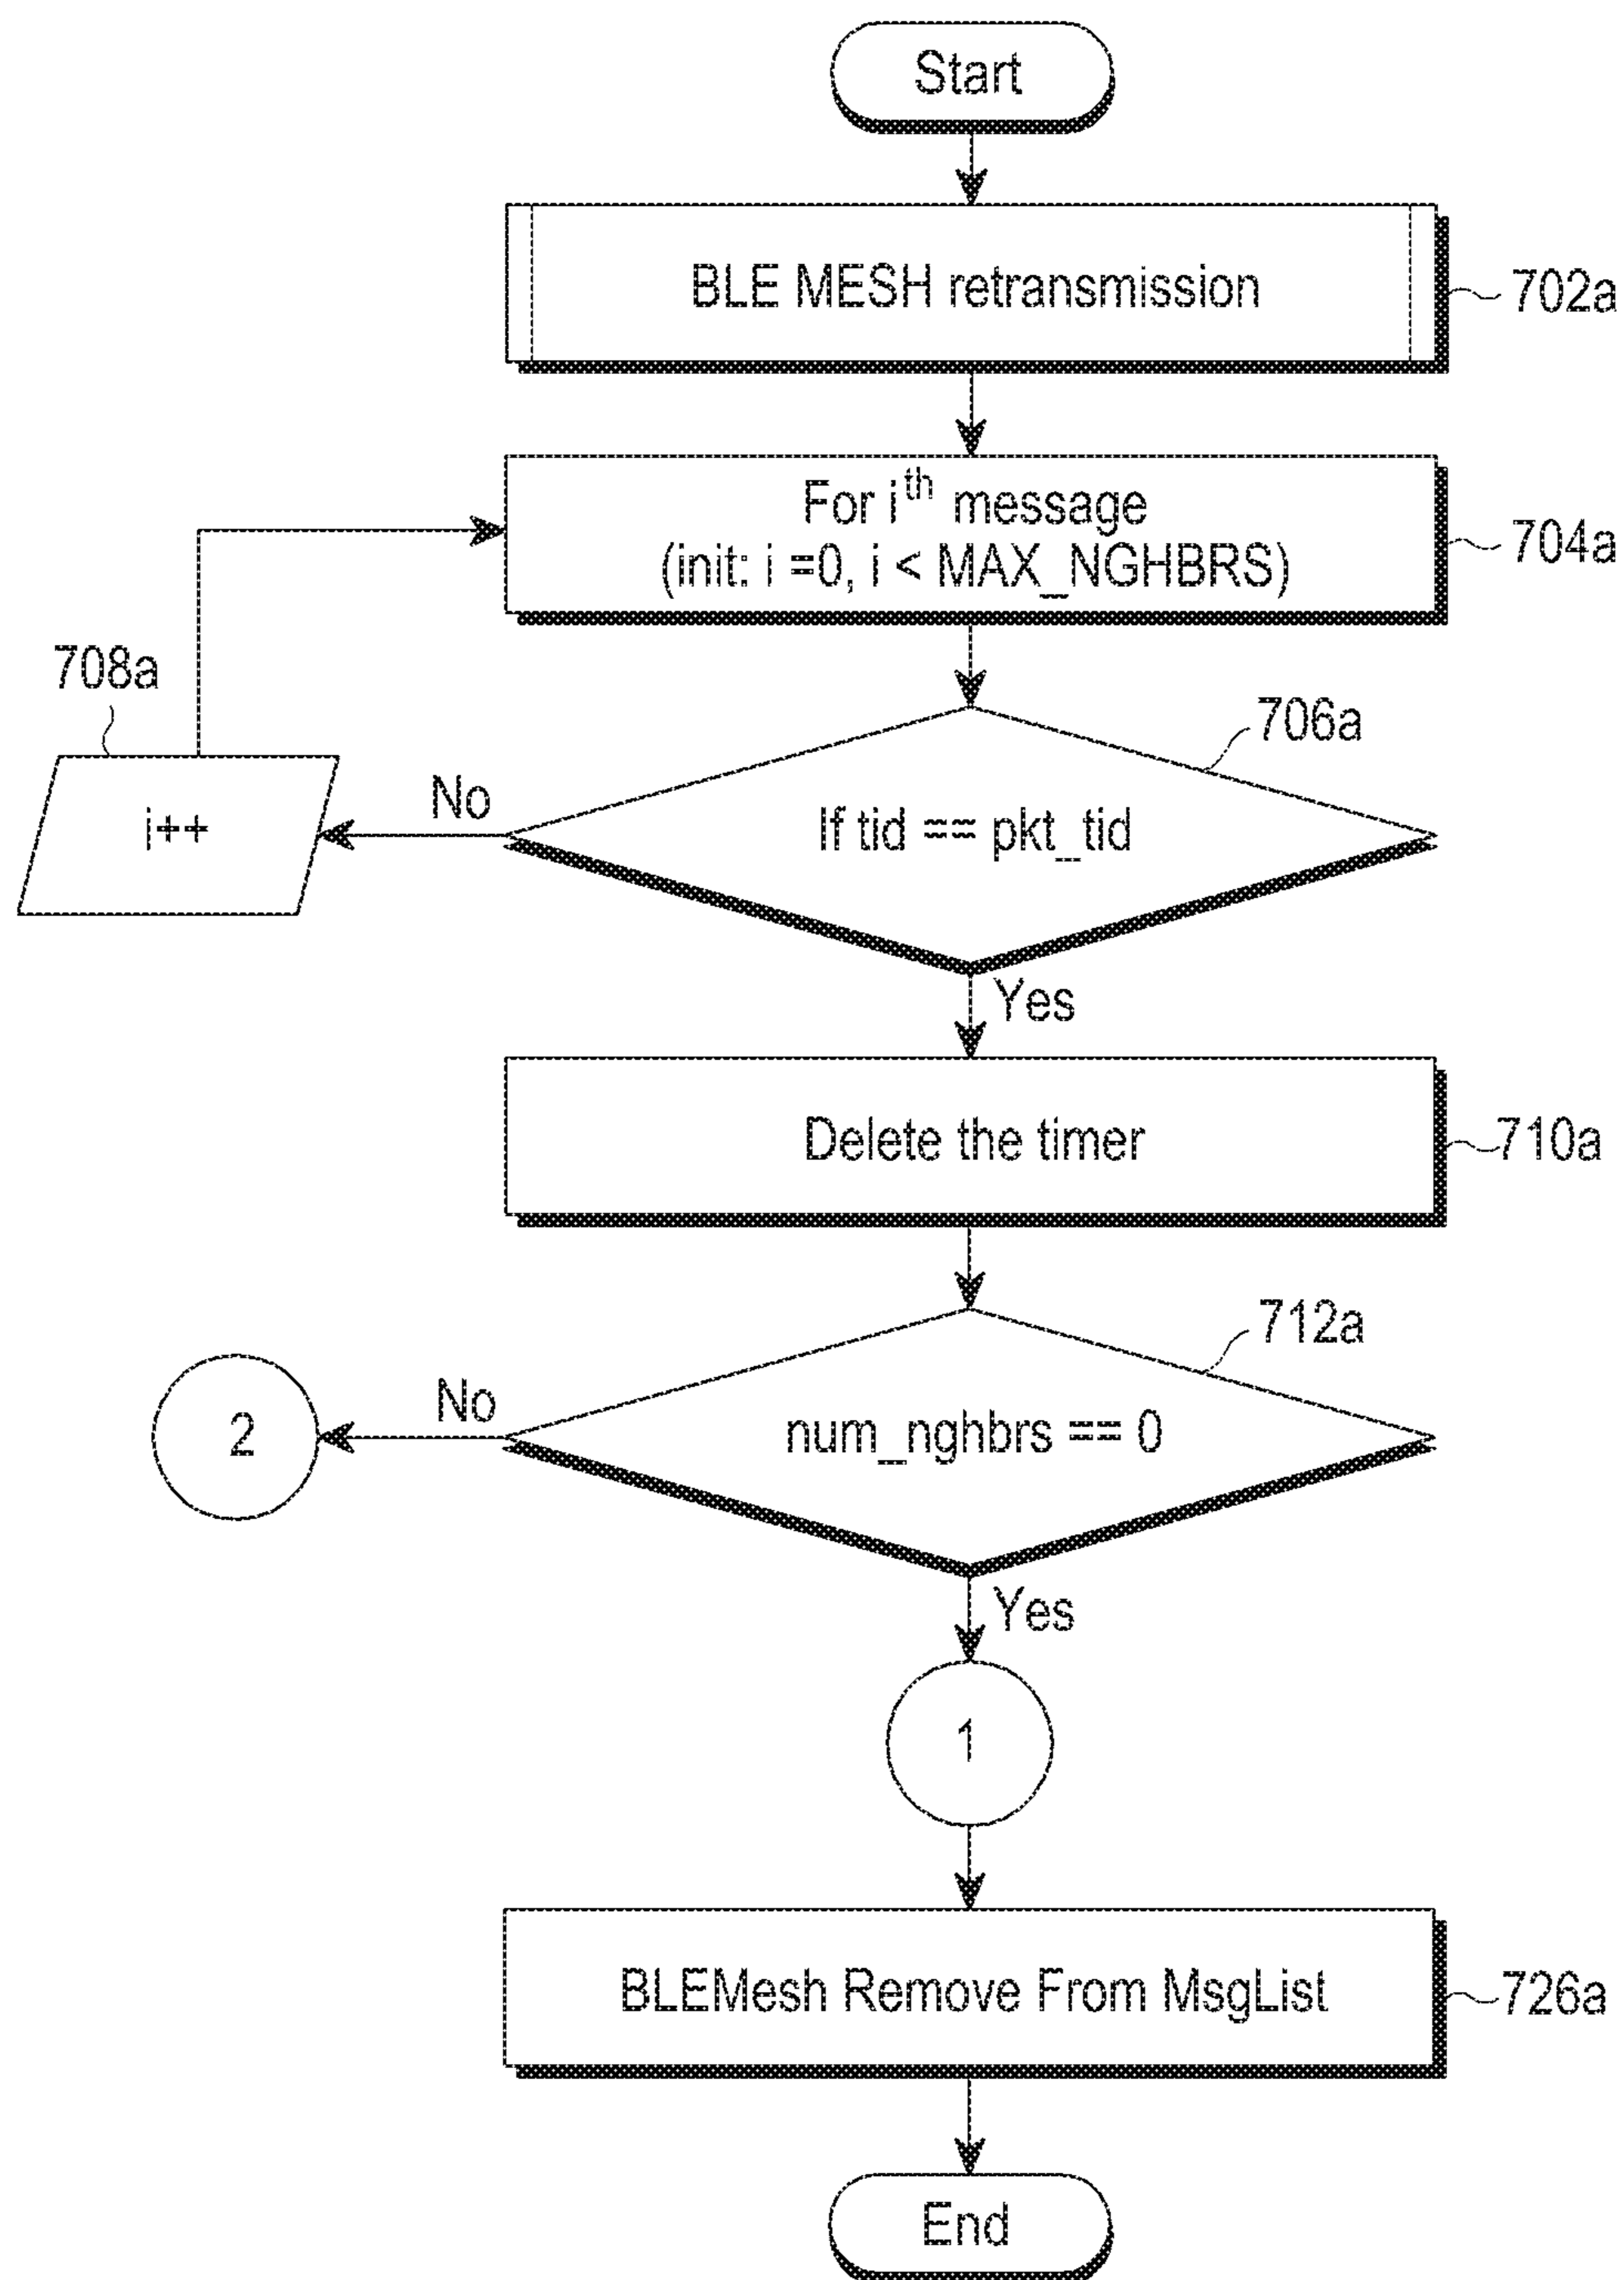 Start
BLE MESH retransmission
702a
For ith message
(init: i =0, i < MAX_NGHBRS)
704a
708a
i++
No
706a
If tid == pkt_tid
Yes
Delete the timer
710a
712a
2
No
num_nghbrs == 0
Yes
1
BLEMesh Remove From MsgList
726a
End